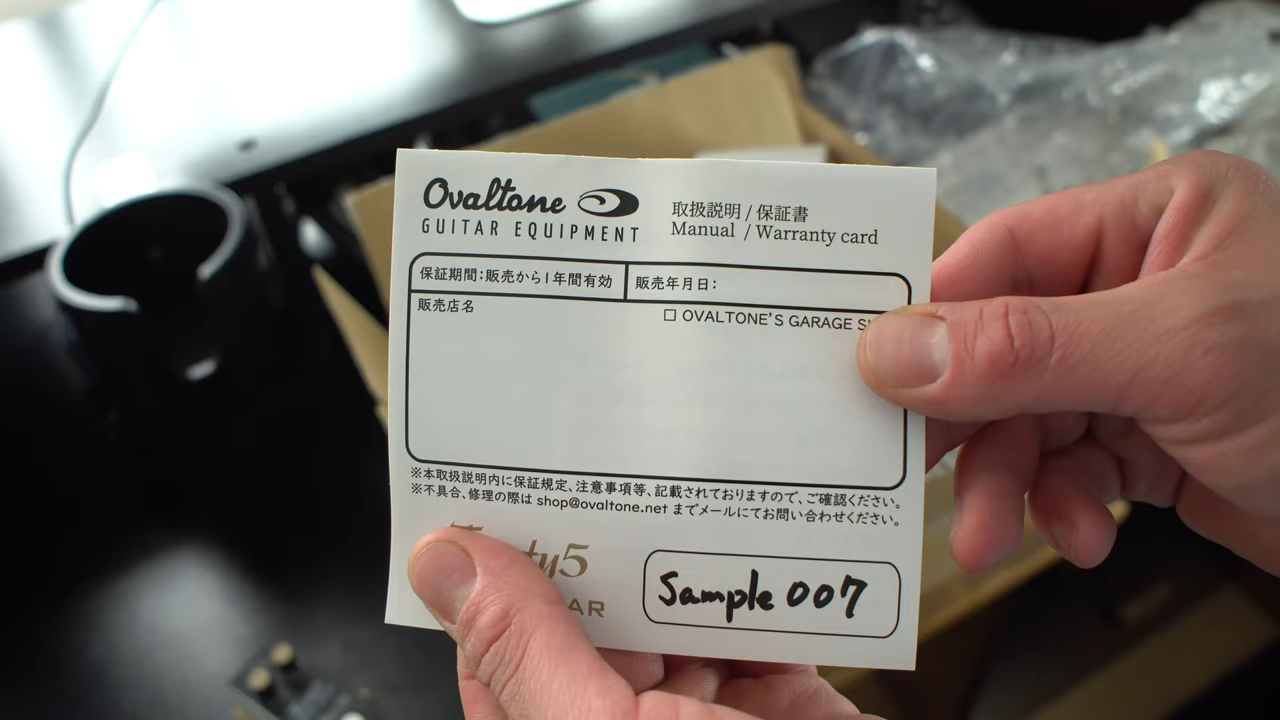 Ovaltone
GUITAR EQUIPMENT
取扱説明 / 保証書
Manual / Warranty card
保証期間:販売から1年間有効
販売年月日:
販売店名
□ OVALTONE'S GARAGE
※本取扱説明内に保証規定、注意事項等、記載されておりますので、ご確認ください。
※不具合、修理の際は shop@ovaltone.net までメールにてお問い合わせください。
Sample 007